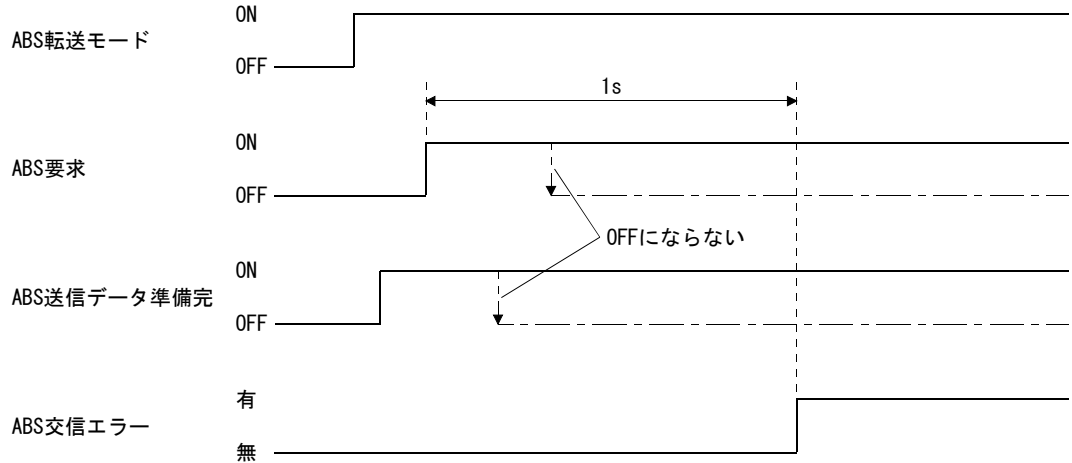 ON
ABS転送モード
OFF
1s
ON
ABS要求
OFF
OFFにならない
ON
ABS送信データ準備完
OFF
有
ABS交信エラー
無